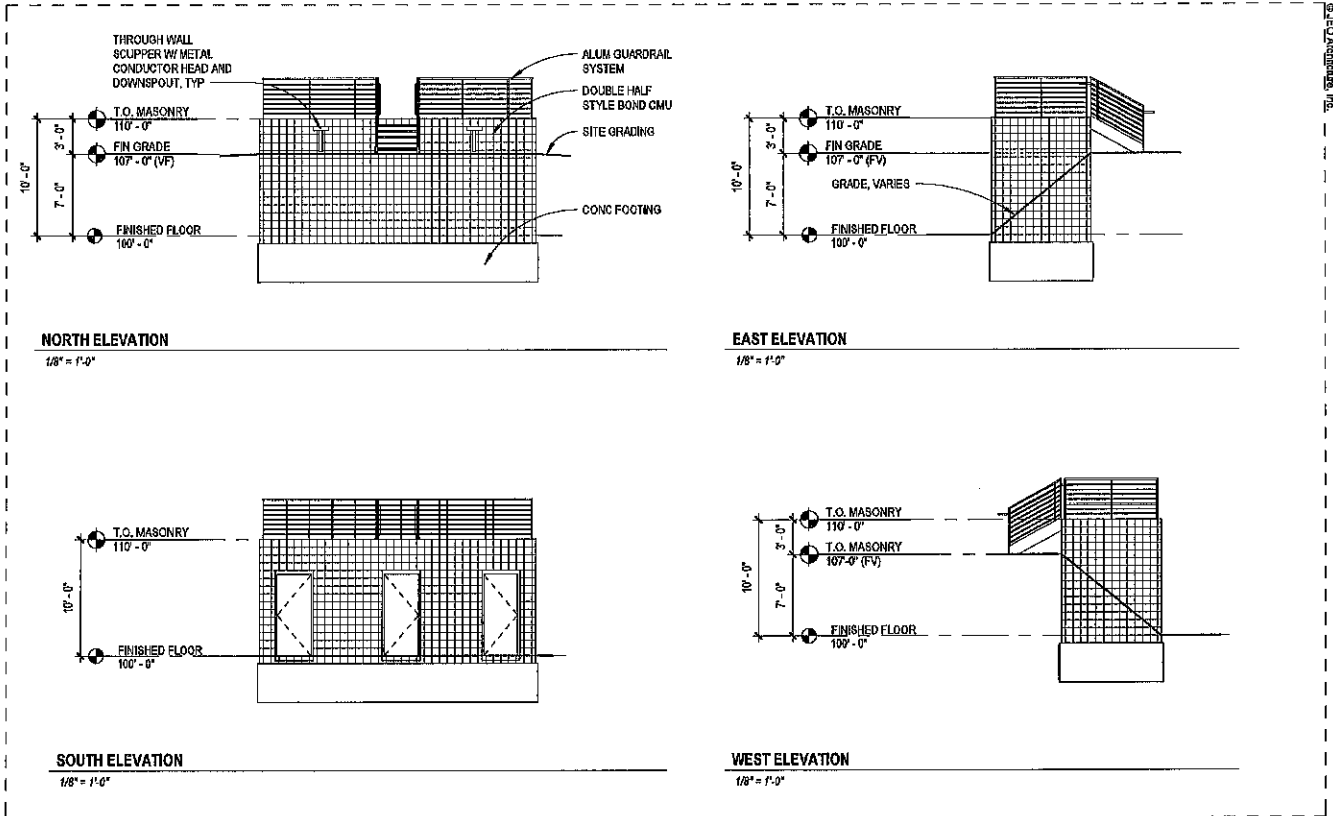 THROUGH WALL
SCUPPER W/ METAL
CONDUCTOR HEAD AND
DOWNSPOUT, TYP
ALUM GUARDRAIL
SYSTEM
DOUBLE HALF
STYLE BOND CMU
SITE GRADING
CONC FOOTING
T.O. MASONRY
110' - 0"
FIN GRADE
107' - 0" (VF)
FINISHED FLOOR
100' - 0"
10' - 0"
3' - 0"
7' - 0"
NORTH ELEVATION
1/8" = 1'-0"
T.O. MASONRY
110' - 0"
FIN GRADE
107' - 0" (FV)
GRADE, VARIES
FINISHED FLOOR
100' - 0"
10' - 0"
3' - 0"
7' - 0"
EAST ELEVATION
1/8" = 1'-0"
T.O. MASONRY
110' - 0"
FINISHED FLOOR
100' - 0"
10' - 0"
SOUTH ELEVATION
1/8" = 1'-0"
T.O. MASONRY
110' - 0"
T.O. MASONRY
107'-0" (FV)
FINISHED FLOOR
100' - 0"
10' - 0"
3' - 0"
7' - 0"
WEST ELEVATION
1/8" = 1'-0"